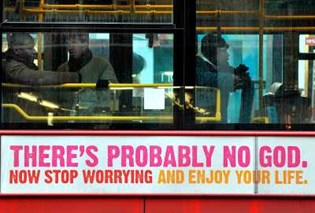 THERE'S PROBABLY NO GOD.
NOW STOP WORRYING AND ENJOY YOUR LIFE.